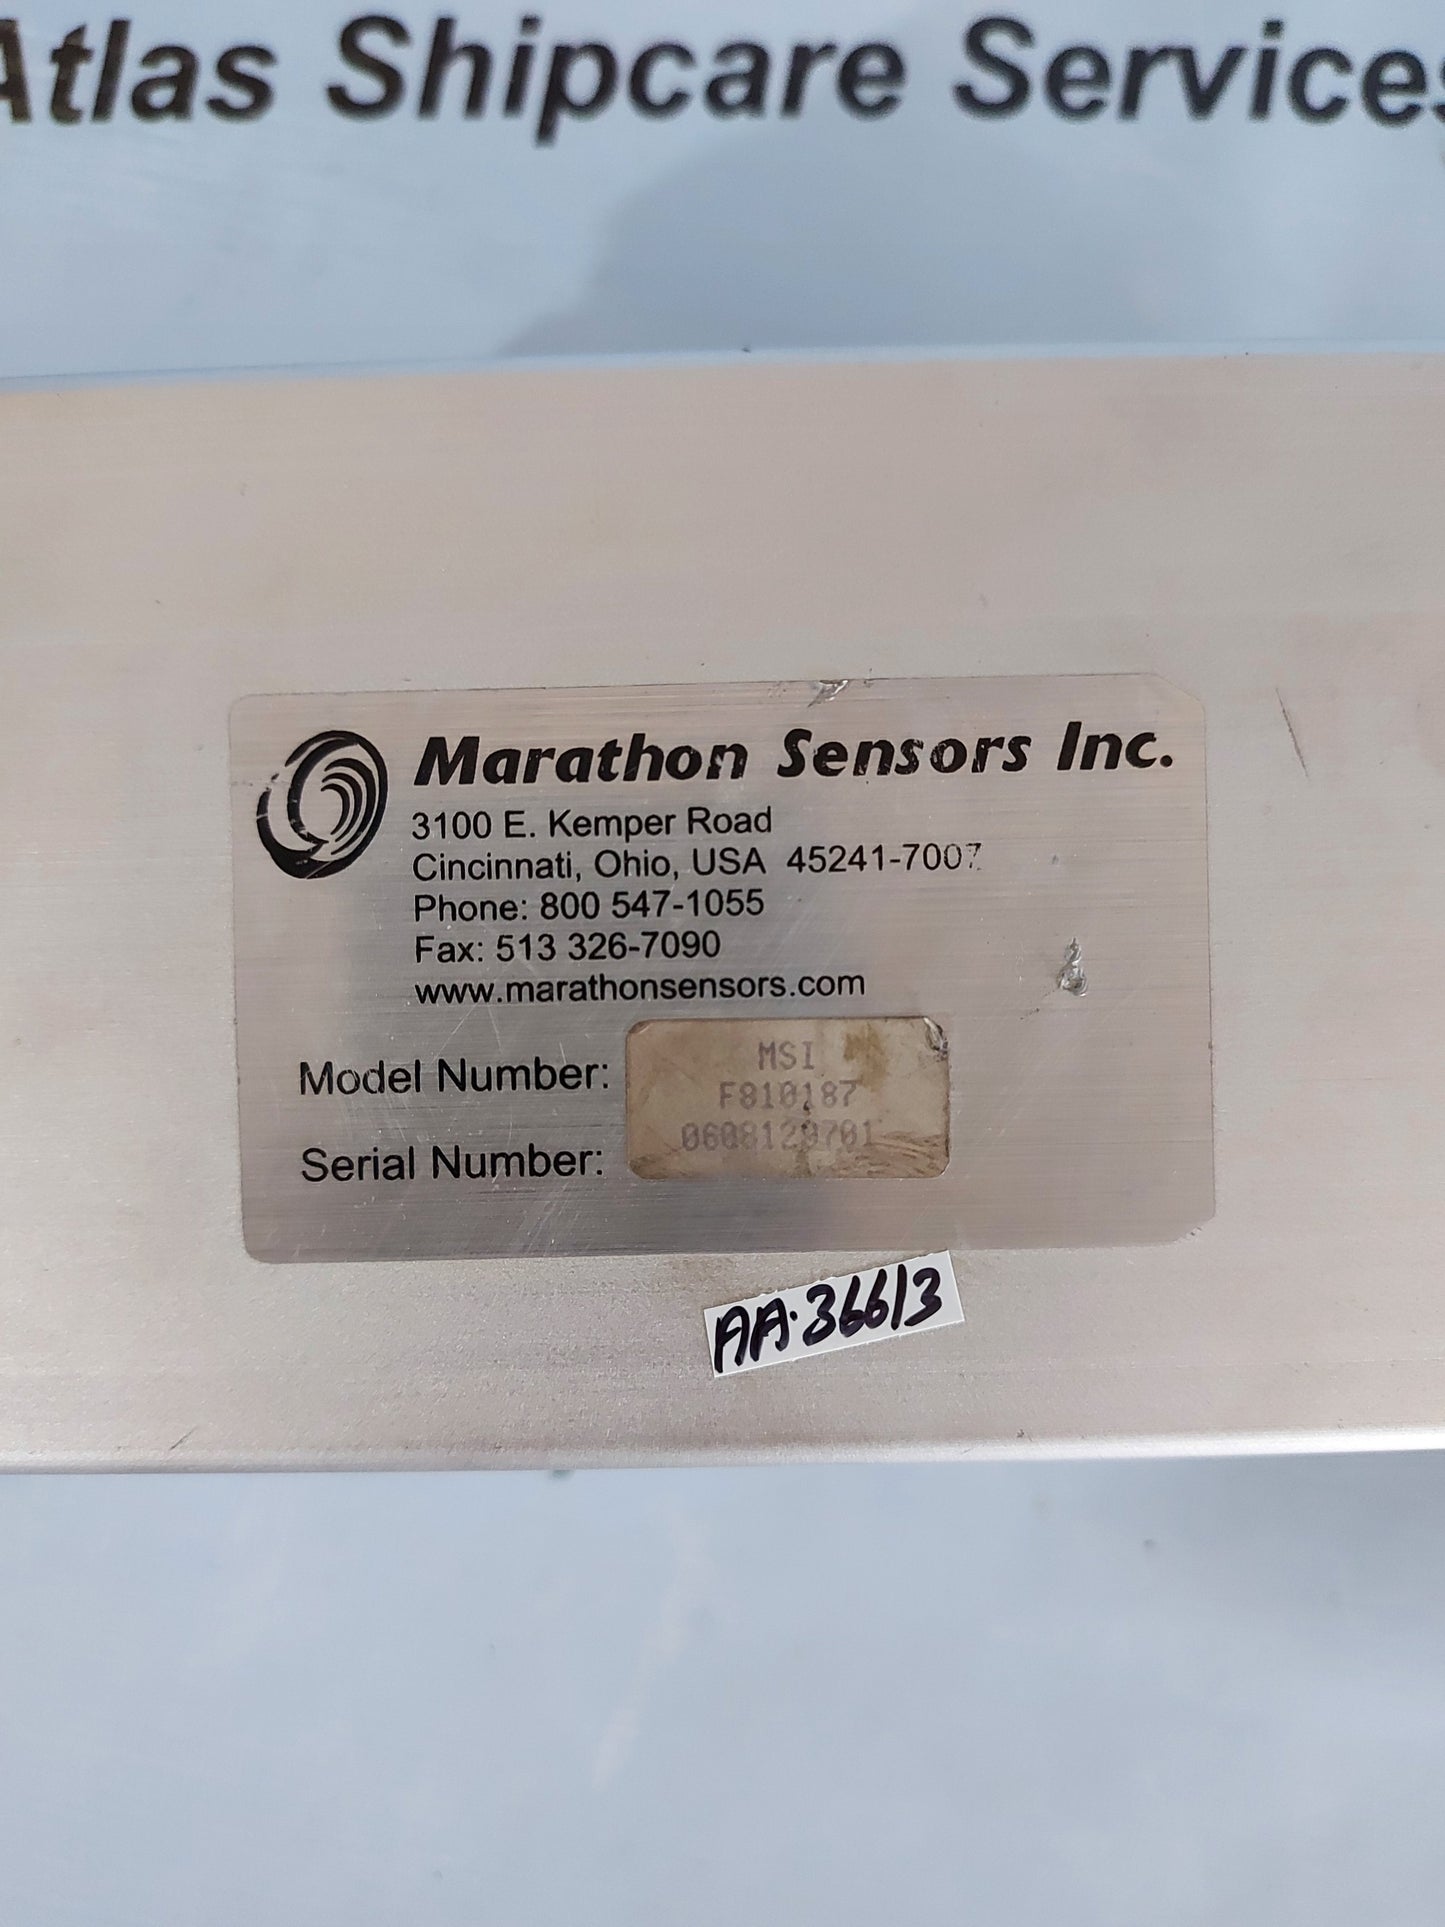 Atlas Shipcare Services
Marathon Sensors Inc.
3100 E. Kemper Road
Cincinnati, Ohio, USA 45241-7007
Phone: 800 547-1055
Fax: 513 326-7090
www.marathonsensors.com
Model Number:
MSI
F810187
Serial Number:
0608120701
AA·36613